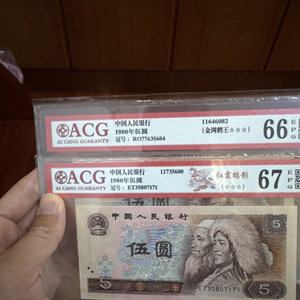 ACG
AI CANG GUARANTY
中国人民银行
1980年伍圆
冠号：RO77635604
11646082
(金河鹤王☆☆☆)
66
E
P
Q
ACG
AI CANG GUARANTY
中国人民银行
1980年伍圆
冠号：ET35807171
11735600
红霞鹤影
(☆☆☆)
67
E
P
Q
中国人民银行
伍圆
5
5
ET35807171